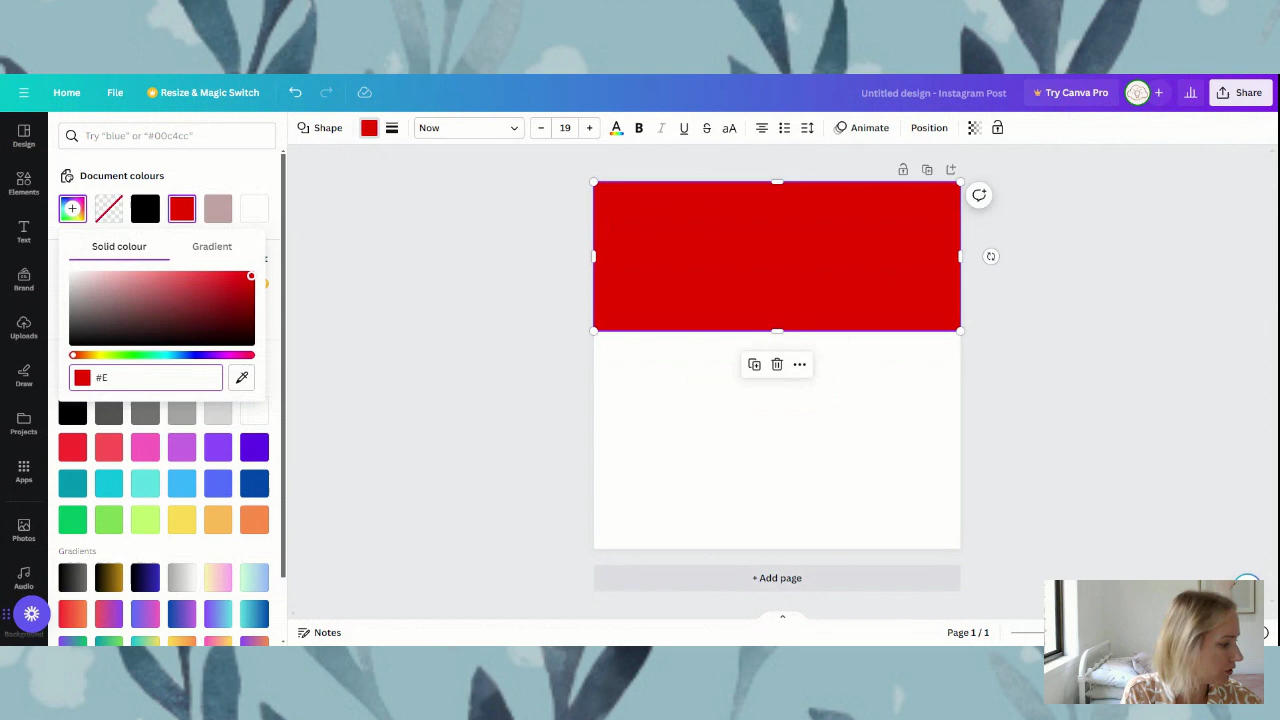 Home File Resize & Magic Switch Untitled design - Instagram Post Try Canva Pro Share
Try "blue" or "#00c4cc"
Shape Now 19 B I U S aA Animate Position
Design
Document colours
Elements
Text
Solid colour Gradient
Brand
Uploads
#E
Draw
Projects
Apps
Photos
Gradients
Audio
Background
+ Add page
Notes
Page 1 / 1